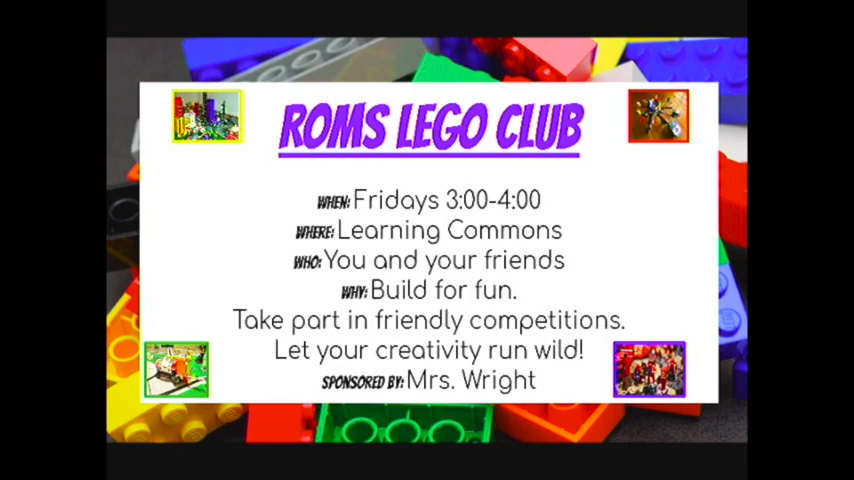 ROMS LEGO CLUB
WHEN: Fridays 3:00-4:00
WHERE: Learning Commons
WHO: You and your friends
WHY: Build for fun.
Take part in friendly competitions.
Let your creativity run wild!
SPONSORED BY: Mrs. Wright